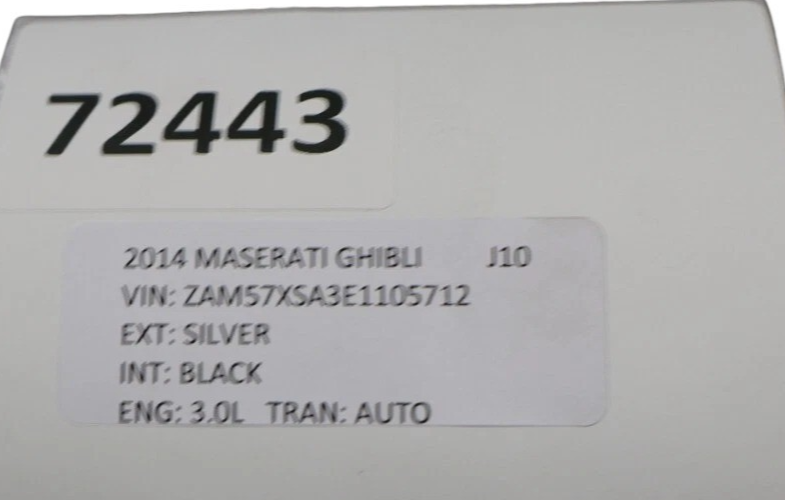 72443
2014 MASERATI GHIBLI J10
VIN: ZAM57XSA3E1105712
EXT: SILVER
INT: BLACK
ENG: 3.0L TRAN: AUTO